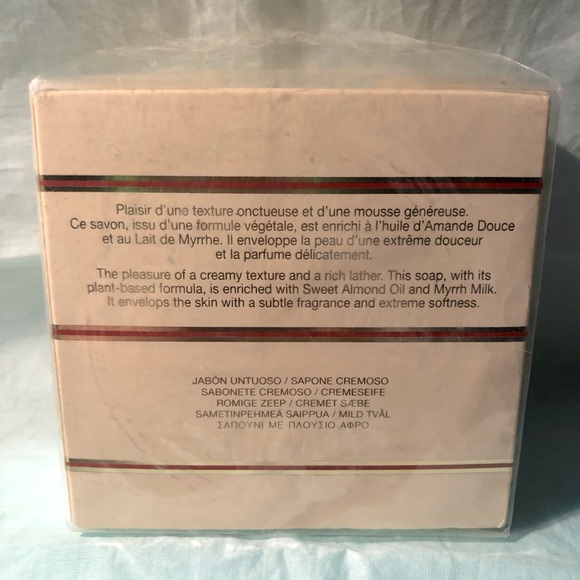 Plaisir d'une texture onctueuse et d'une mousse généreuse.
Ce savon, issu d'une formule végétale, est enrichi à l'huile d'Amande Douce
et au Lait de Myrrhe. Il enveloppe la peau d'une extrême douceur
et la parfume délicatement.
The pleasure of a creamy texture and a rich lather. This soap, with its
plant-based formula, is enriched with Sweet Almond Oil and Myrrh Milk.
It envelops the skin with a subtle fragrance and extreme softness.
JABÓN UNTUOSO / SAPONE CREMOSO
SABONETE CREMOSO / CREMESEIFE
ROMIGE ZEEP / CREMET SÆBE
SAMETINPEHMEÄ SAIPPUA / MILD TVÅL
ΣΑΠΟΥΝΙ ΜΕ ΠΛΟΥΣΙΟ ΑΦΡΟ